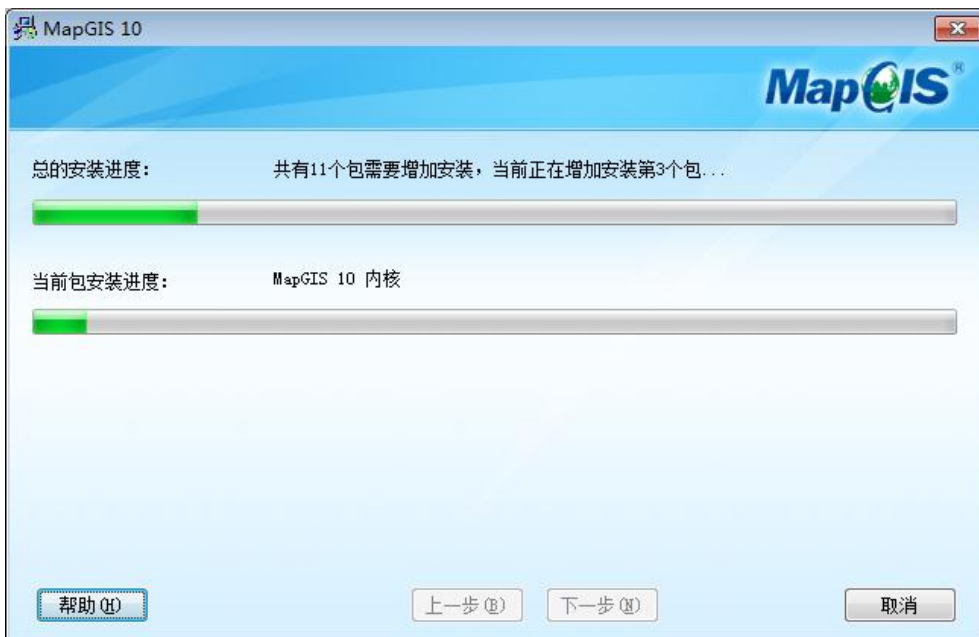 MapGIS 10
MapGIS®
总的安装进度: 共有11个包需要增加安装，当前正在增加安装第3个包...
当前包安装进度: MapGIS 10 内核
帮助(H) 上一步(B) 下一步(N) 取消